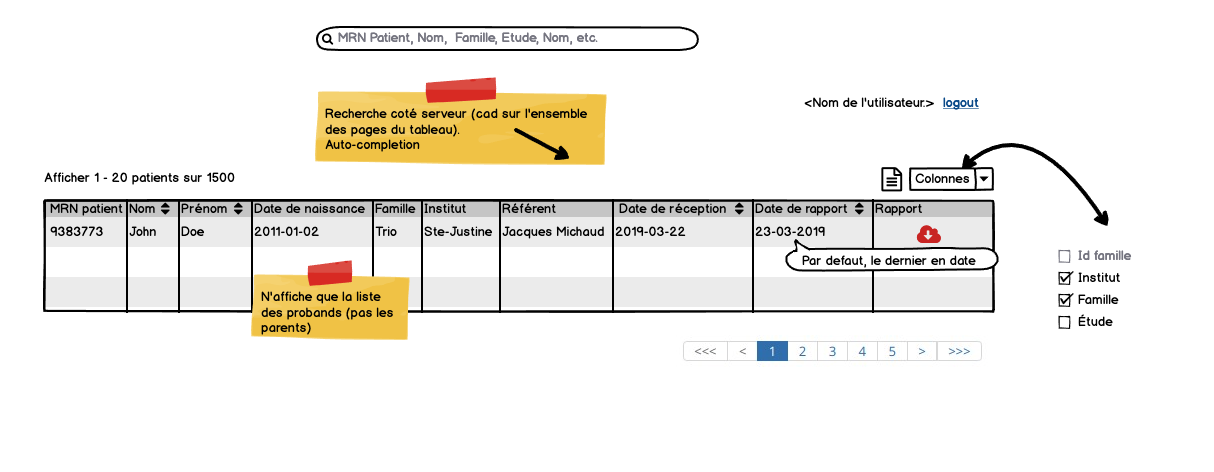 MRN Patient, Nom, Famille, Etude, Nom, etc.
Recherche coté serveur (cad sur l'ensemble
des pages du tableau).
Auto-completion
<Nom de l'utilisateur.> logout
Afficher 1 - 20 patients sur 1500
Colonnes
MRN patient Nom Prénom Date de naissance Famille Institut Référent Date de réception Date de rapport Rapport
9383773 John Doe 2011-01-02 Trio Ste-Justine Jacques Michaud 2019-03-22 23-03-2019
Par defaut, le dernier en date
N'affiche que la liste
des probands (pas les
parents)
Id famille
Institut
Famille
Étude
<<< < 1 2 3 4 5 > >>>